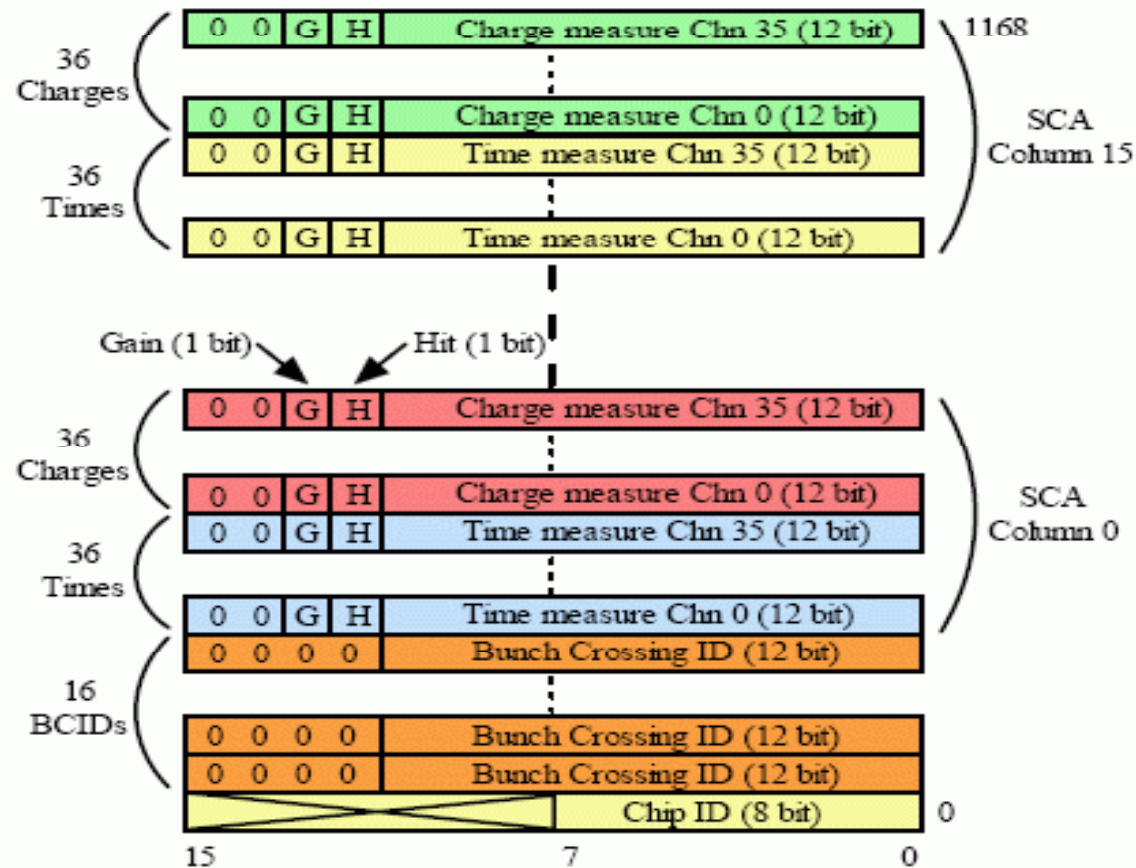 0 0 G H Charge measure Chn 35 (12 bit) 1168
36
Charges
0 0 G H Charge measure Chn 0 (12 bit)
SCA
Column 15
0 0 G H Time measure Chn 35 (12 bit)
36
Times
0 0 G H Time measure Chn 0 (12 bit)
Gain (1 bit) Hit (1 bit)
0 0 G H Charge measure Chn 35 (12 bit)
36
Charges
0 0 G H Charge measure Chn 0 (12 bit)
SCA
Column 0
0 0 G H Time measure Chn 35 (12 bit)
36
Times
0 0 G H Time measure Chn 0 (12 bit)
0 0 0 0 Bunch Crossing ID (12 bit)
16
BCIDs
0 0 0 0 Bunch Crossing ID (12 bit)
0 0 0 0 Bunch Crossing ID (12 bit)
Chip ID (8 bit) 0
15 7 0